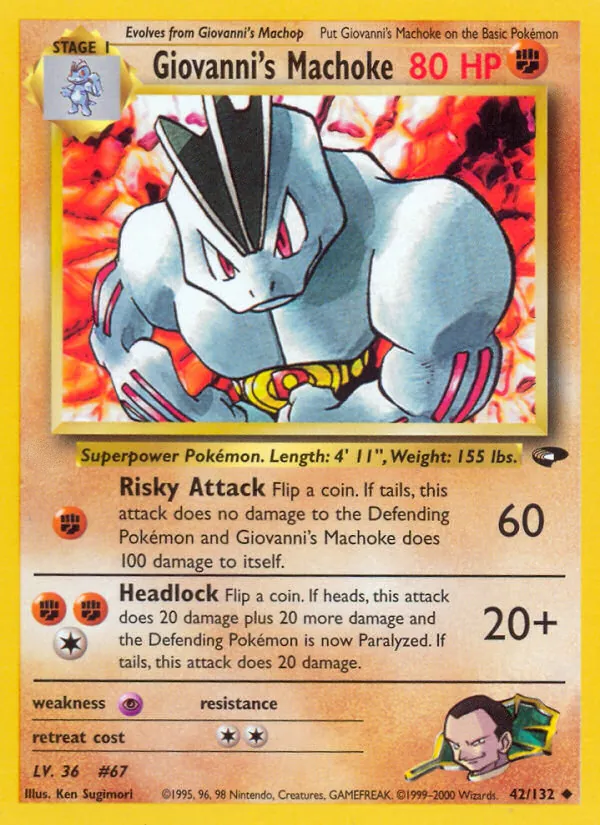 Evolves from Giovanni's Machop Put Giovanni's Machoke on the Basic Pokémon
STAGE 1
Giovanni's Machoke 80 HP
Superpower Pokémon. Length: 4' 11", Weight: 155 lbs.
Risky Attack Flip a coin. If tails, this
attack does no damage to the Defending
Pokémon and Giovanni's Machoke does
100 damage to itself.
60
Headlock Flip a coin. If heads, this attack
does 20 damage plus 20 more damage and
the Defending Pokémon is now Paralyzed. If
tails, this attack does 20 damage.
20+
weakness resistance
retreat cost
LV. 36 #67
Illus. Ken Sugimori ©1995, 96, 98 Nintendo, Creatures, GAMEFREAK. ©1999-2000 Wizards. 42/132